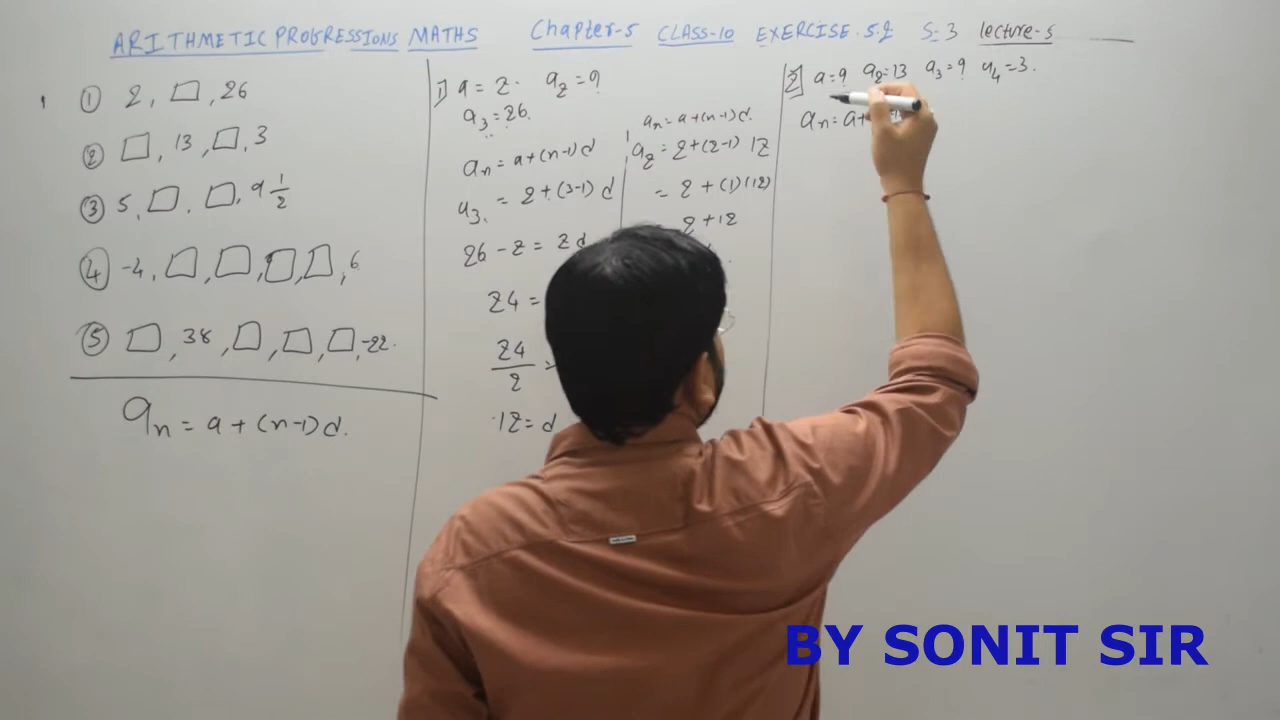 ARITHMETIC PROGRESSIONS MATHS Chapter-5 CLASS-10 EXERCISE 5.2 S-3 lecture-5
① 2, □, 26
② □, 13, □, 3
③ 5, □, □, 9 1/2
④ -4, □, □, □, □, 6
⑤ □, 38, □, □, □, -22.
an = a + (n-1)d.
1] a = 2. a2 = ?
a3 = 26.
an = a + (n-1)d
a3 = 2 + (3-1)d
26 - 2 = 2d
24 =
24/2 =
12 = d
an = a + (n-1)d.
a2 = 2 + (2-1) 12
= 2 + (1)(12)
2 + 12
2] a = ? a2 = 13 a3 = ? a4 = 3.
an = a +
BY SONIT SIR